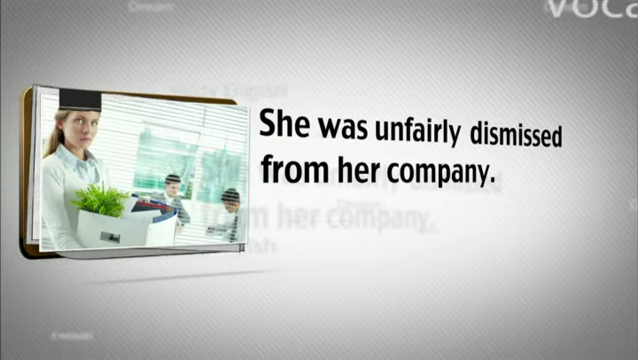 She was unfairly dismissed
from her company.